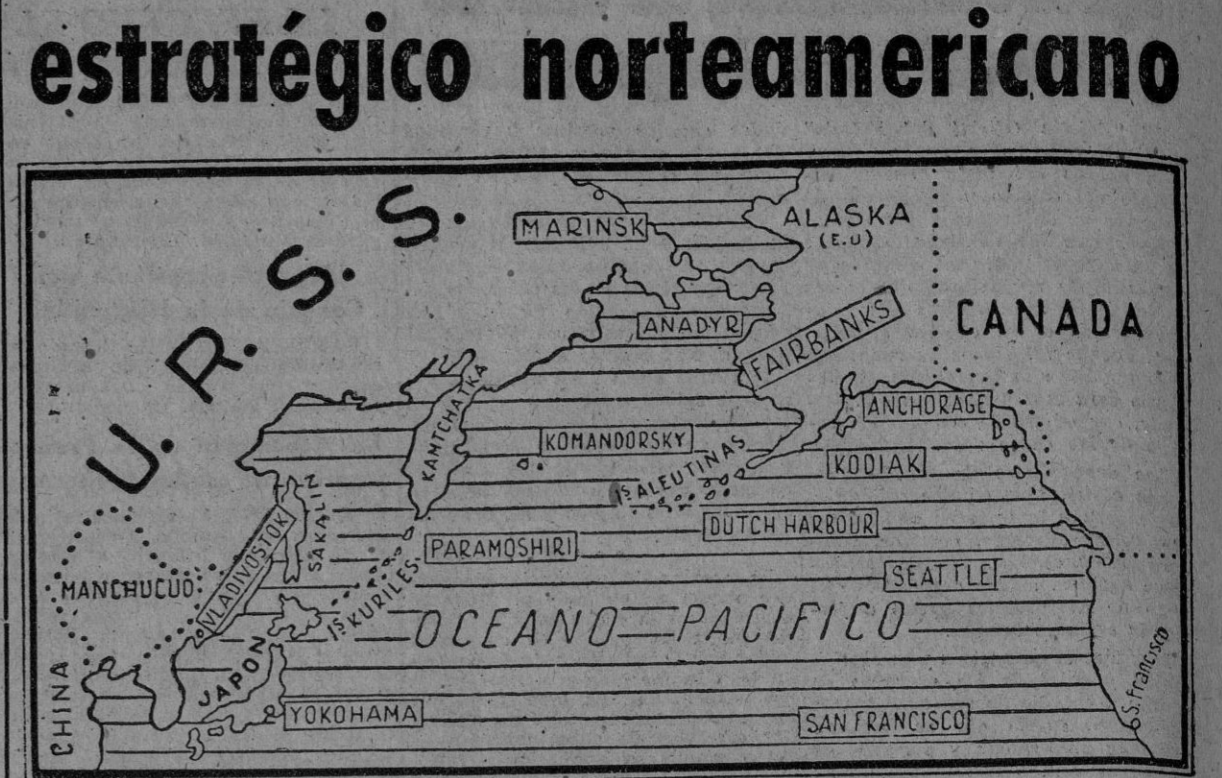 estratégico norteamericano
U. R. S. S.
MARINSK
ALASKA
(E.U)
CANADA
ANADYR
FAIRBANKS
KAMTCHATKA
ANCHORAGE
KOMANDORSKY
KODIAK
Is ALEUTINAS
DUTCH HARBOUR
SAKALIN
VLADIVOSTOK
PARAMOSHIRI
MANCHUCUO
SEATTLE
Is KURILES
OCEANO PACIFICO
CHINA
JAPON
YOKOHAMA
SAN FRANCISCO
S. Francisco